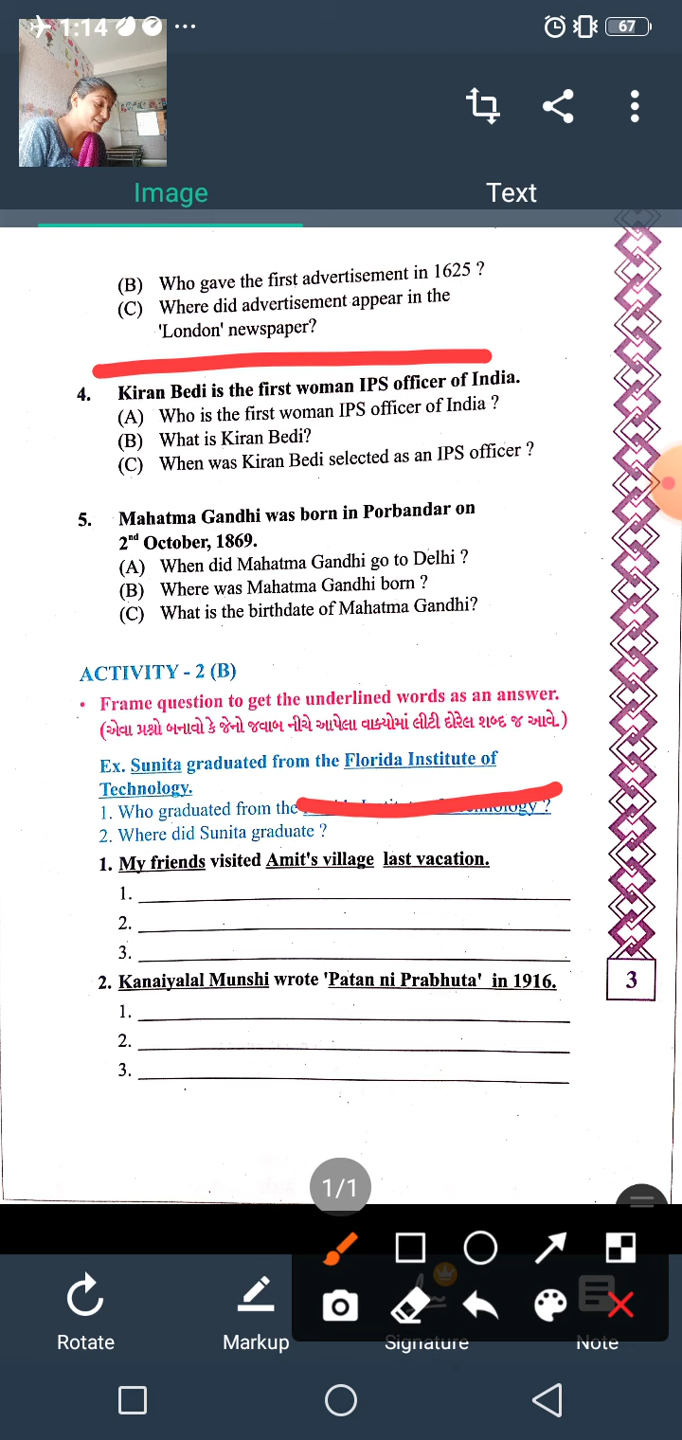 1:14
67
Image
Text
(B) Who gave the first advertisement in 1625 ?
(C) Where did advertisement appear in the
'London' newspaper?
4. Kiran Bedi is the first woman IPS officer of India.
(A) Who is the first woman IPS officer of India ?
(B) What is Kiran Bedi?
(C) When was Kiran Bedi selected as an IPS officer ?
5. Mahatma Gandhi was born in Porbandar on
2nd October, 1869.
(A) When did Mahatma Gandhi go to Delhi ?
(B) Where was Mahatma Gandhi born ?
(C) What is the birthdate of Mahatma Gandhi?
ACTIVITY - 2 (B)
• Frame question to get the underlined words as an answer.
(એવા પ્રશ્નો બનાવો કે જેનો જવાબ નીચે આપેલા વાક્યોમાં લીટી દોરેલ શબ્દ જ આવે.)
Ex. Sunita graduated from the Florida Institute of
Technology.
1. Who graduated from the ?
2. Where did Sunita graduate ?
1. My friends visited Amit's village last vacation.
1.
2.
3.
2. Kanaiyalal Munshi wrote 'Patan ni Prabhuta' in 1916.
1.
2.
3.
3
1/1
Rotate
Markup
Signature
Note